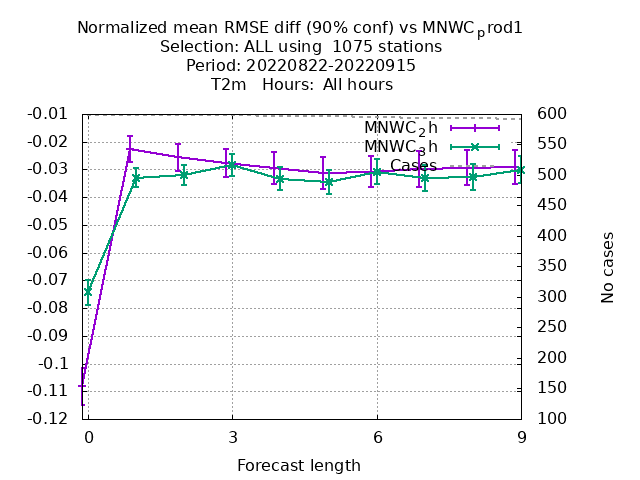 Normalized mean RMSE diff (90% conf) vs MNWCprod1
Selection: ALL using  1075 stations
Period: 20220822-20220915
T2m   Hours:  All hours
MNWC2h
MNWC3h
Cases
-0.01
-0.02
-0.03
-0.04
-0.05
-0.06
-0.07
-0.08
-0.09
-0.1
-0.11
-0.12
600
550
500
450
400
350
300
250
200
150
100
No cases
0 3 6 9
Forecast length